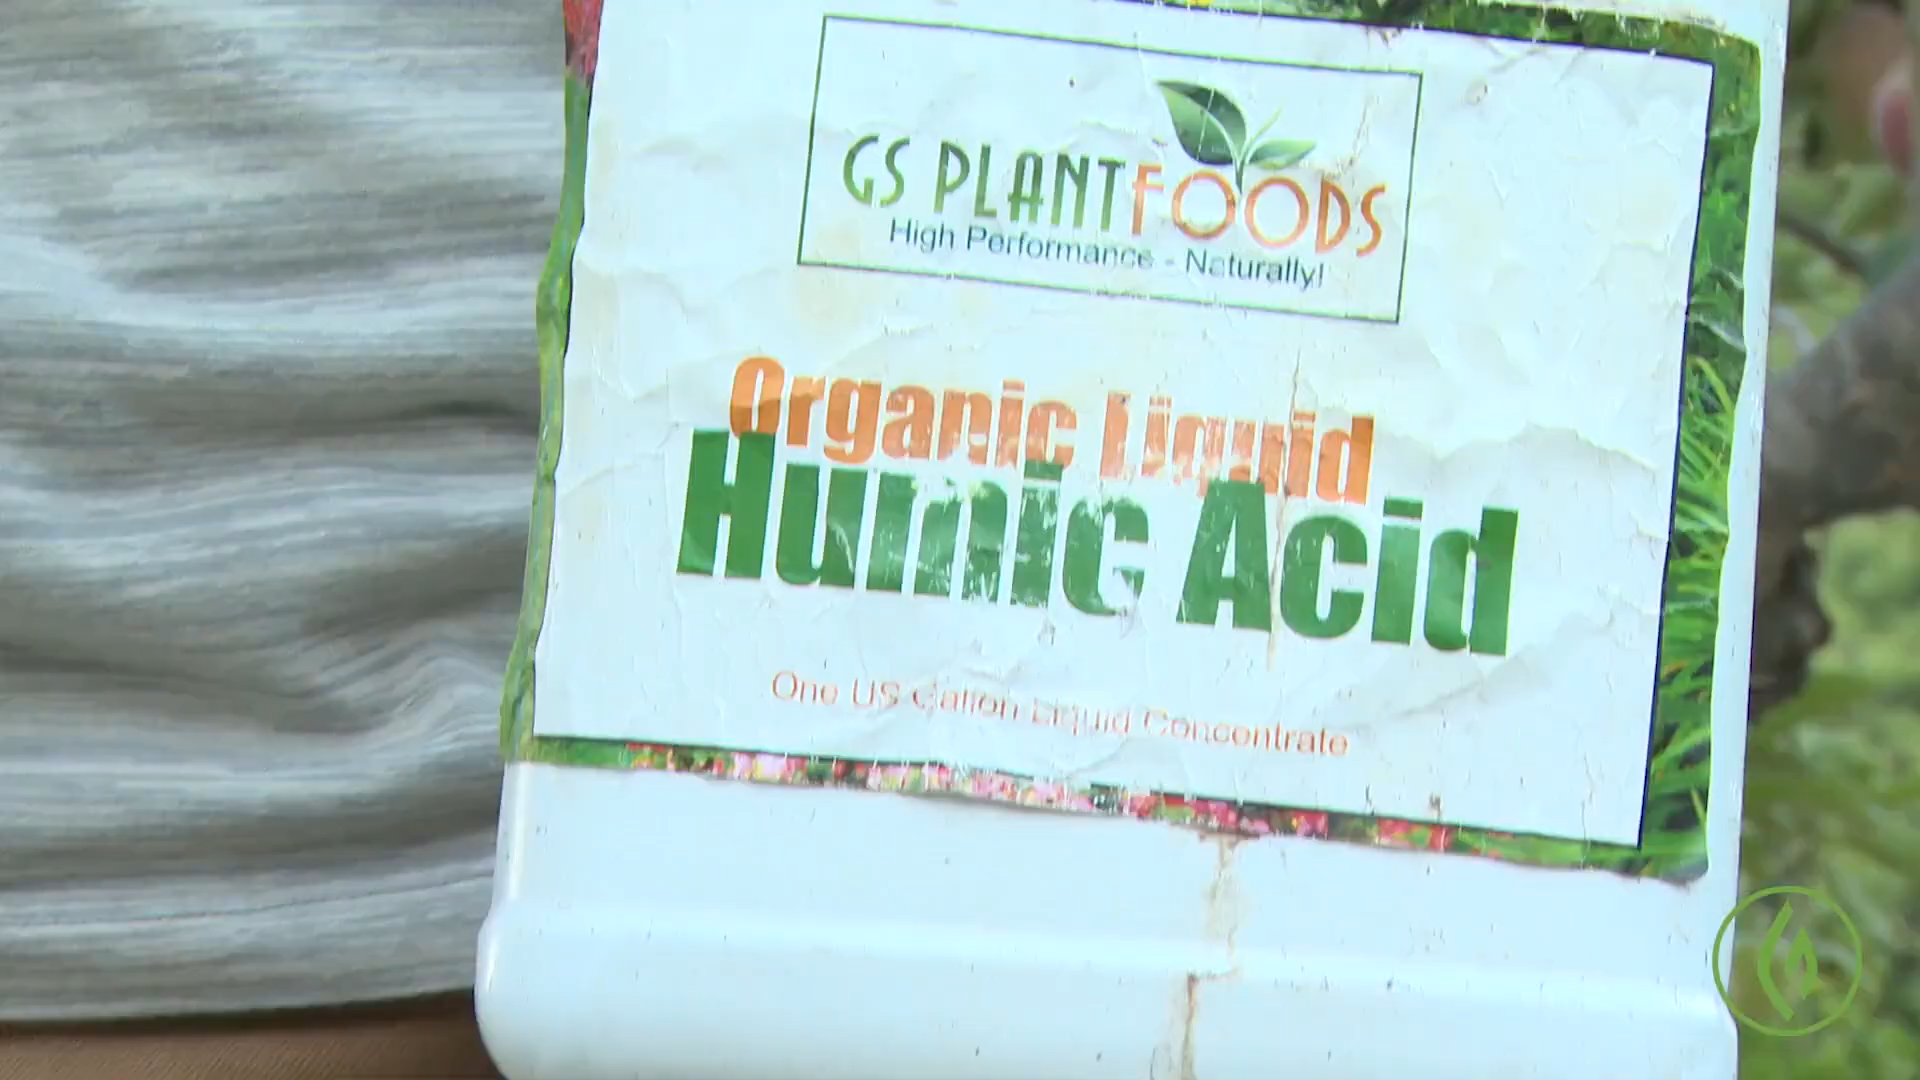 GS PLANTFOODS
High Performance - Naturally!
Organic Liquid
Humic Acid
One US Gallon Liquid Concentrate